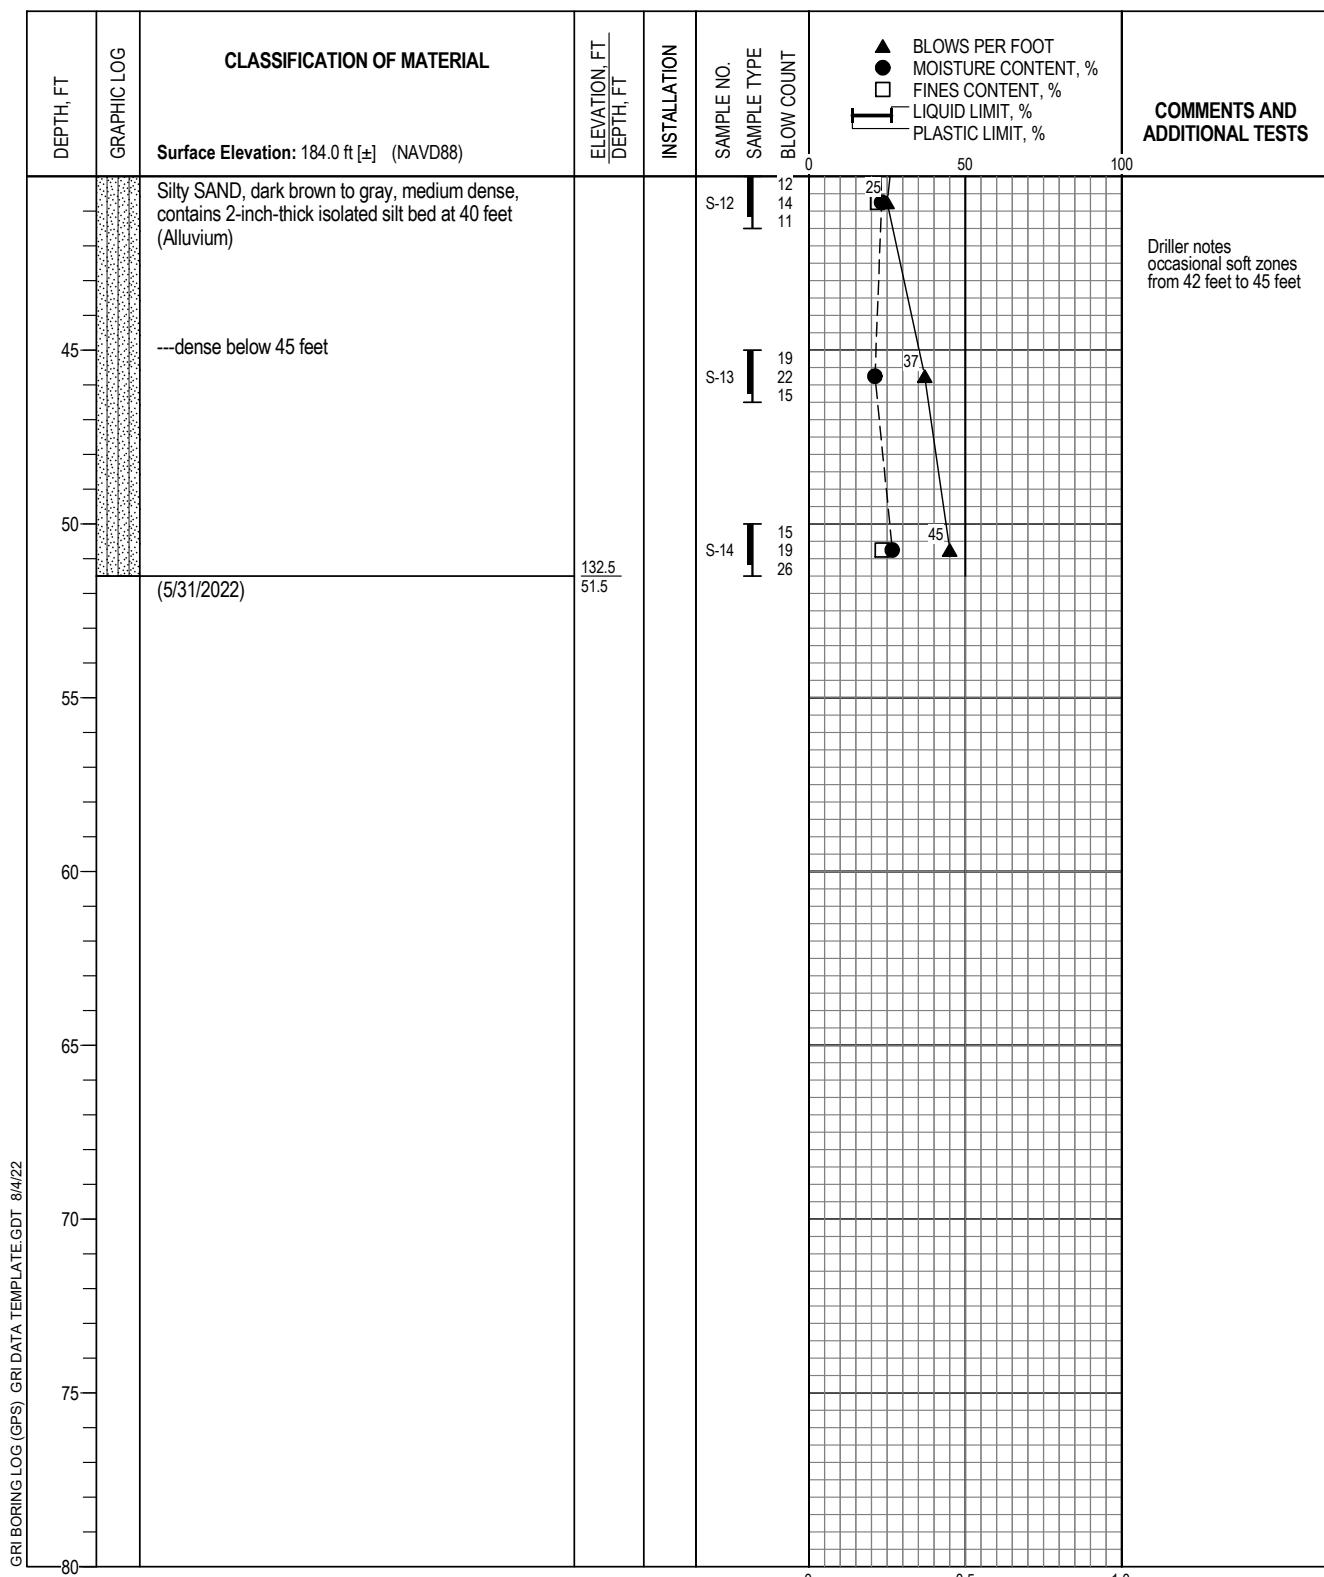 DEPTH, FT
GRAPHIC LOG
CLASSIFICATION OF MATERIAL
Surface Elevation: 184.0 ft [±] (NAVD88)
ELEVATION, FT
DEPTH, FT
INSTALLATION
SAMPLE NO.
SAMPLE TYPE
BLOW COUNT
BLOWS PER FOOT
MOISTURE CONTENT, %
FINES CONTENT, %
LIQUID LIMIT, %
PLASTIC LIMIT, %
0 50 100
COMMENTS AND
ADDITIONAL TESTS
Silty SAND, dark brown to gray, medium dense,
contains 2-inch-thick isolated silt bed at 40 feet
(Alluvium)
S-12
12
14
11
25
Driller notes
occasional soft zones
from 42 feet to 45 feet
45
---dense below 45 feet
S-13
19
22
15
37
50
S-14
15
19
26
45
132.5
51.5
(5/31/2022)
55
60
65
70
75
80
0 0.5 1.0
GRI BORING LOG (GPS) GRI DATA TEMPLATE.GDT 8/4/22